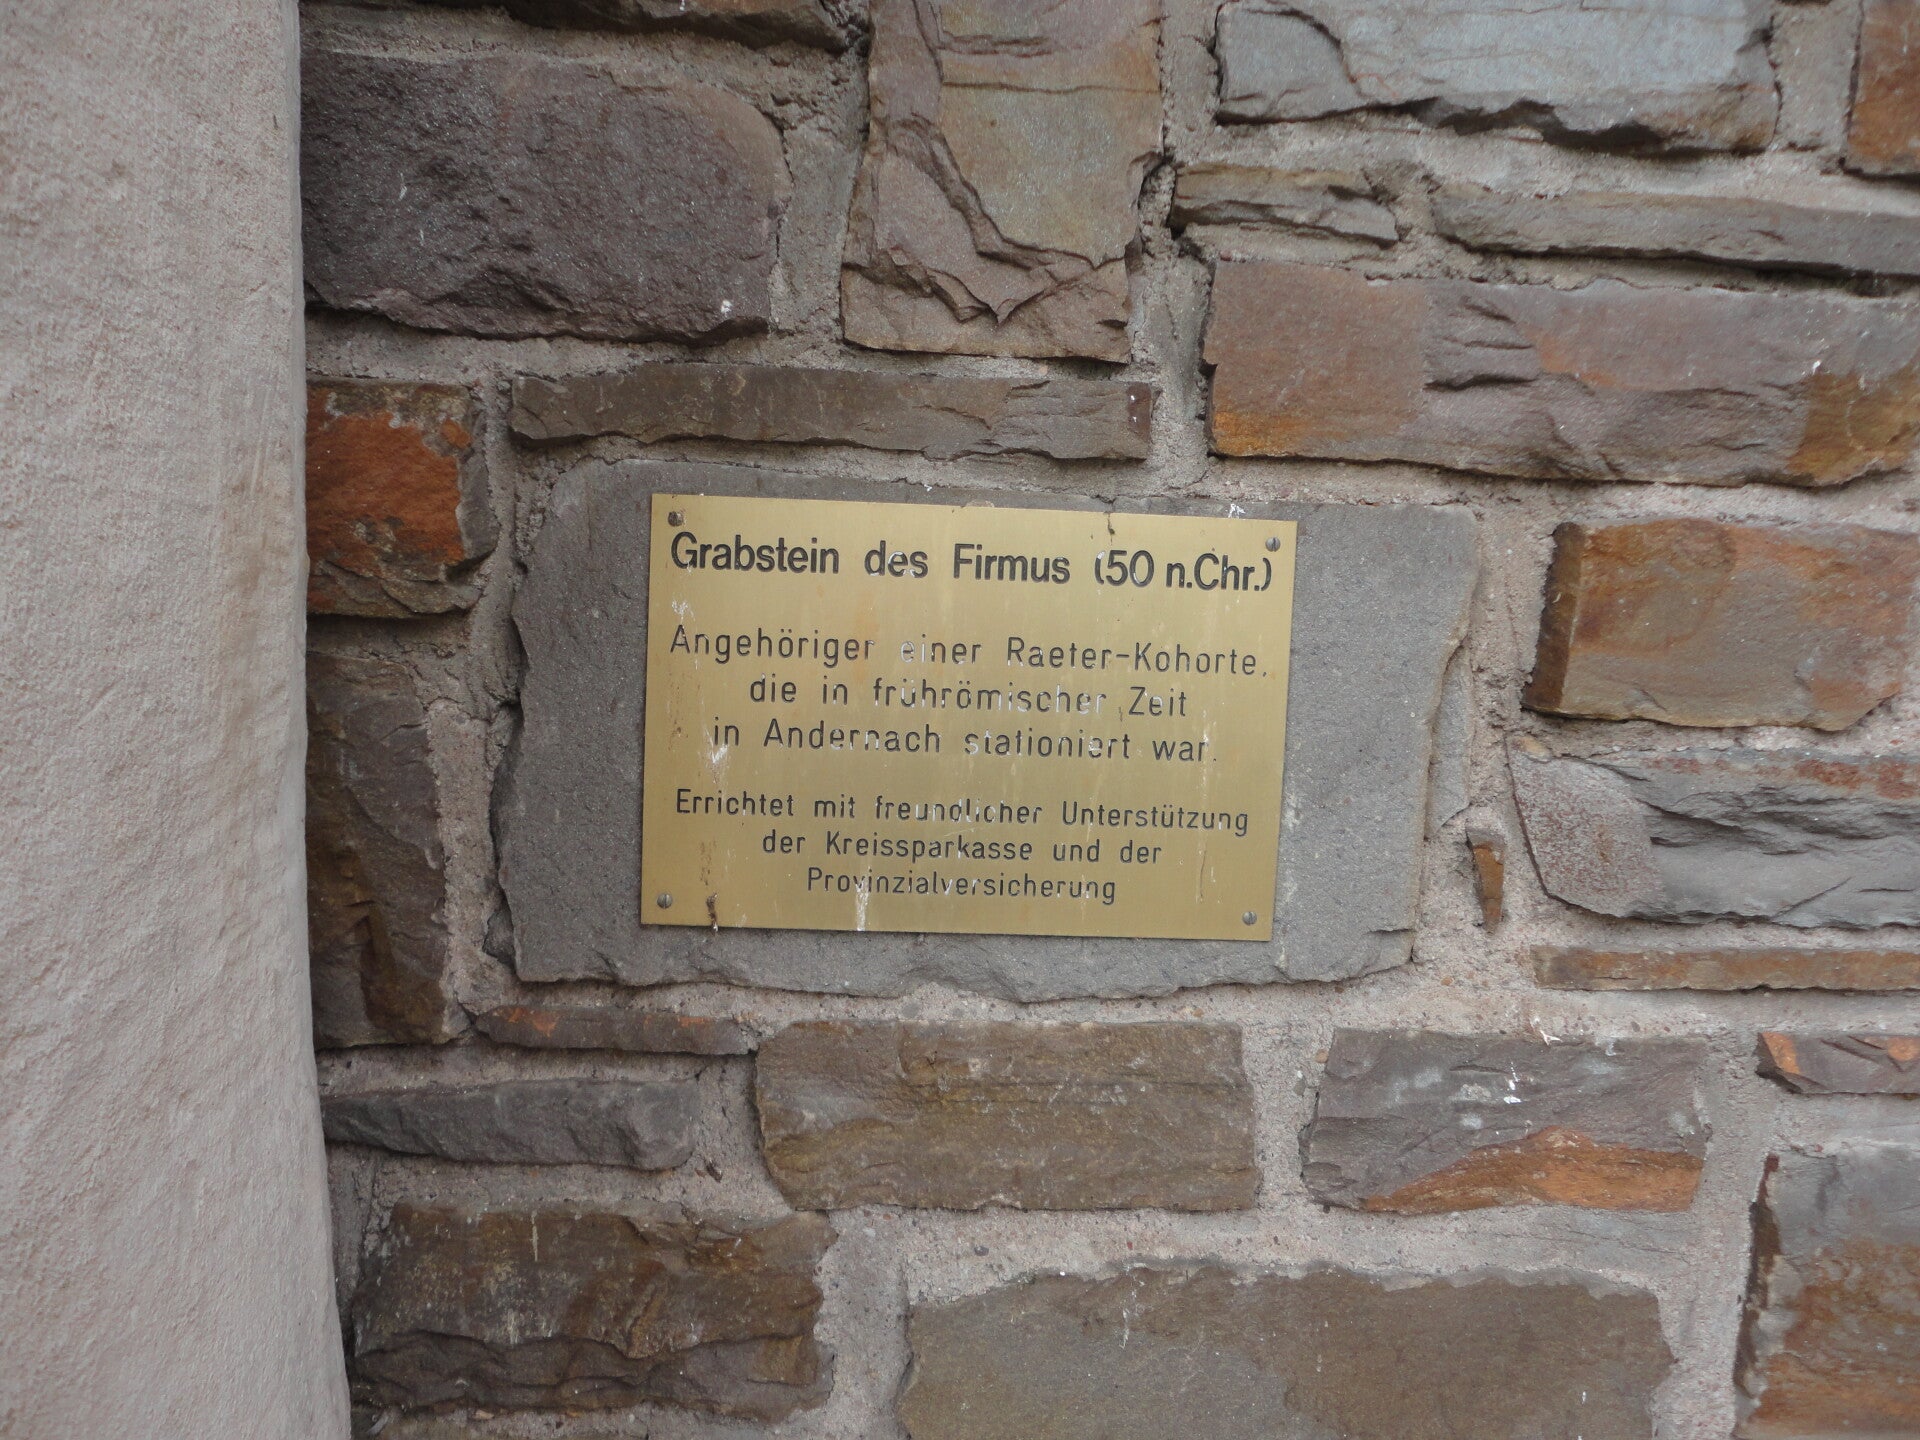 Grabstein des Firmus (50 n.Chr.)
Angehöriger einer Raeter-Kohorte,
die in frührömischer Zeit
in Andernach stationiert war.
Errichtet mit freundlicher Unterstützung
der Kreissparkasse und der
Provinzialversicherung